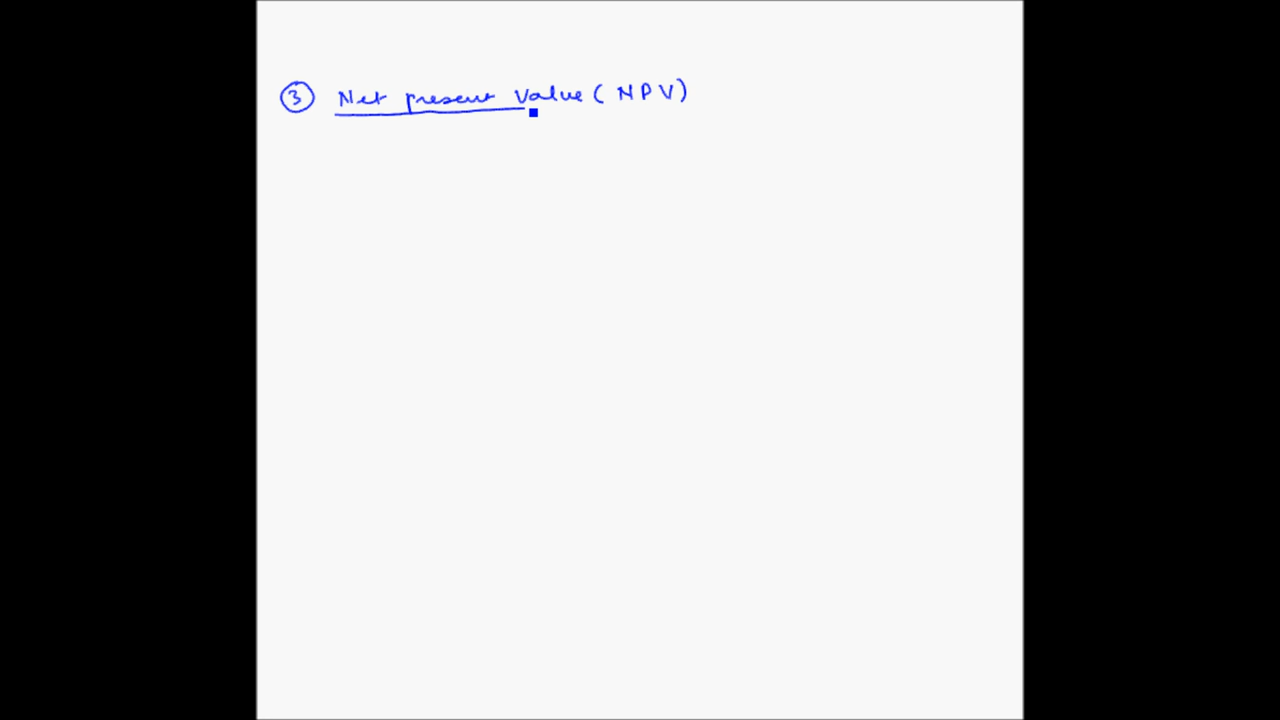 ③ Net present Value ( NPV)